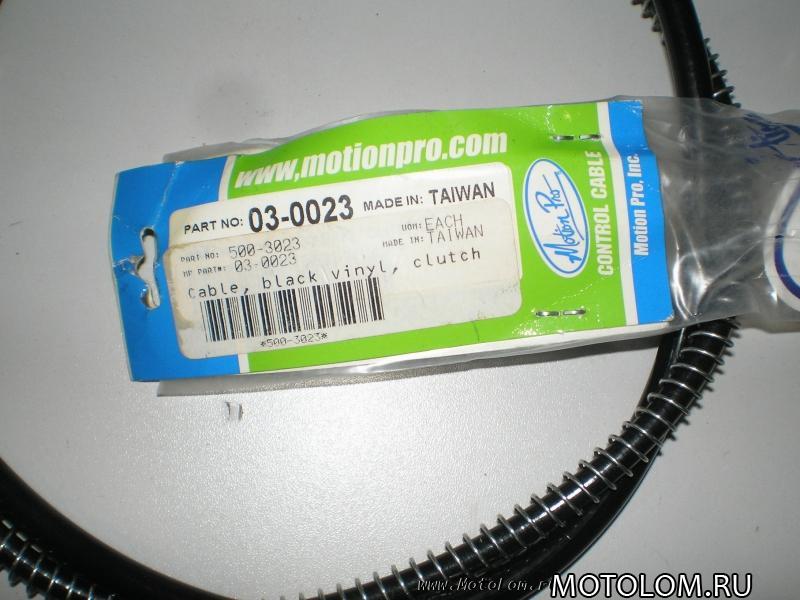 www.motionpro.com
PART NO: 03-0023 MADE IN: TAIWAN
PART NO: 500-3023 UOM: EACH
MP PART#: 03-0023 MADE IN: TAIWAN
Cable, black vinyl, clutch
*500-3023*
Motion Pro
CONTROL CABLE
Motion Pro, Inc.
www.Motolom.r
MOTOLOM.RU